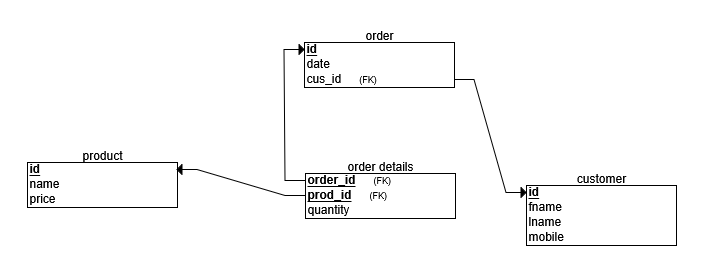 order
id
date
cus_id (FK)
product
id
name
price
order details
order_id (FK)
prod_id (FK)
quantity
customer
id
fname
lname
mobile